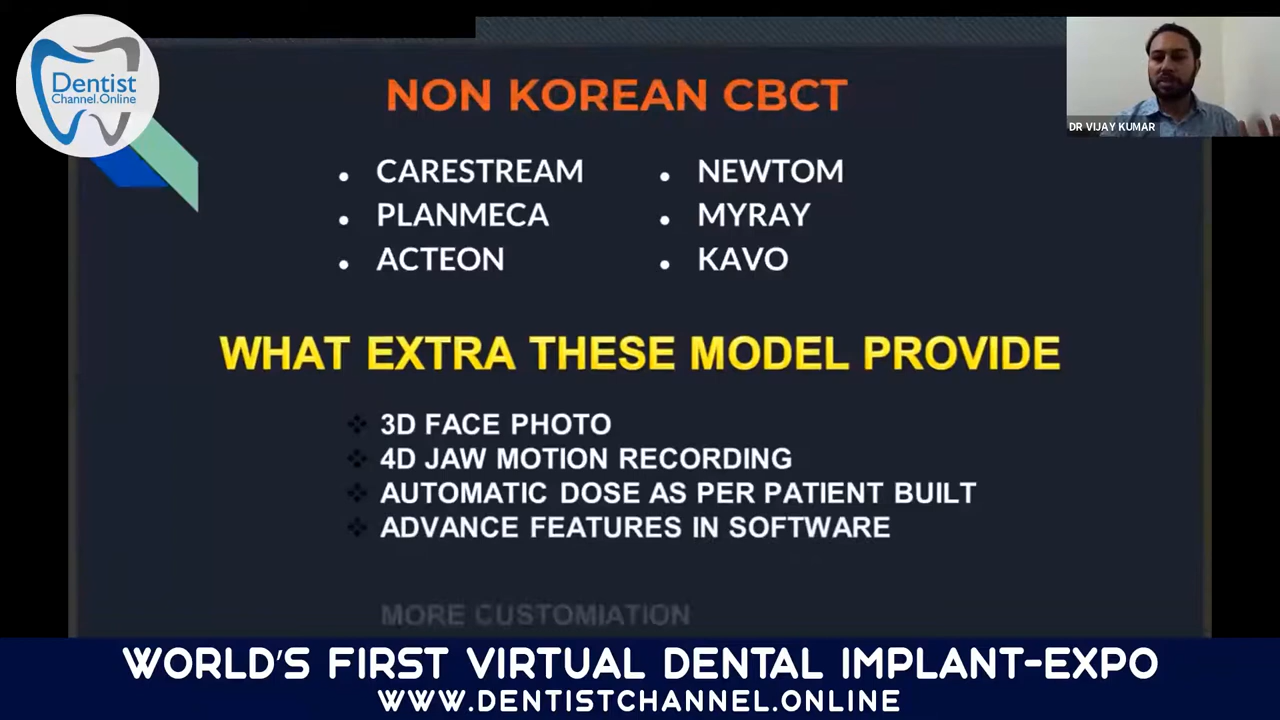 Dentist
Channel.Online
NON KOREAN CBCT
DR VIJAY KUMAR
• CARESTREAM
• PLANMECA
• ACTEON
• NEWTOM
• MYRAY
• KAVO
WHAT EXTRA THESE MODEL PROVIDE
❖ 3D FACE PHOTO
❖ 4D JAW MOTION RECORDING
❖ AUTOMATIC DOSE AS PER PATIENT BUILT
❖ ADVANCE FEATURES IN SOFTWARE
MORE CUSTOMIATION
WORLD'S FIRST VIRTUAL DENTAL IMPLANT-EXPO
WWW.DENTISTCHANNEL.ONLINE